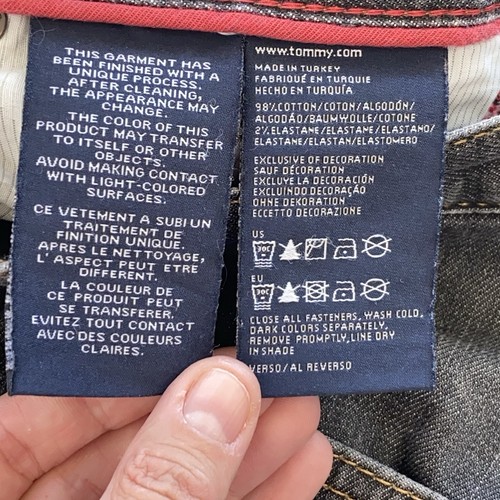 THIS GARMENT HAS
BEEN FINISHED WITH A
UNIQUE PROCESS.
AFTER CLEANING,
THE APPEARANCE MAY
CHANGE.
THE COLOR OF THIS
PRODUCT MAY TRANSFER
TO ITSELF OR OTHER
OBJECTS.
AVOID MAKING CONTACT
WITH LIGHT-COLORED
SURFACES.
CE VETEMENT A SUBI UN
TRAITEMENT DE
FINITION UNIQUE.
APRES LE NETTOYAGE,
L' ASPECT PEUT ETRE
DIFFERENT.
LA COULEUR DE
CE PRODUIT PEUT
SE TRANSFERER.
EVITEZ TOUT CONTACT
AVEC DES COULEURS
CLAIRES.
www.tommy.com
MADE IN TURKEY
FABRIQUÉ EN TURQUIE
HECHO EN TURQUÍA
98% COTTON/COTON/ALGODÓN/
ALGODÃO/BAUMWOLLE/COTONE
2% ELASTANE/ELASTANE/ELASTANO/
ELASTANE/ELASTAN/ELASTOMERO
EXCLUSIVE OF DECORATION
SAUF DÉCORATION
EXCLUYE LA DECORACIÓN
EXCLUINDO DECORAÇÃO
OHNE DEKORATION
ECCETTO DECORAZIONE
US
30C
EU
30C
CLOSE ALL FASTENERS, WASH COLD,
DARK COLORS SEPARATELY,
REMOVE PROMPTLY, LINE DRY
IN SHADE
VERSO/AL REVERSO